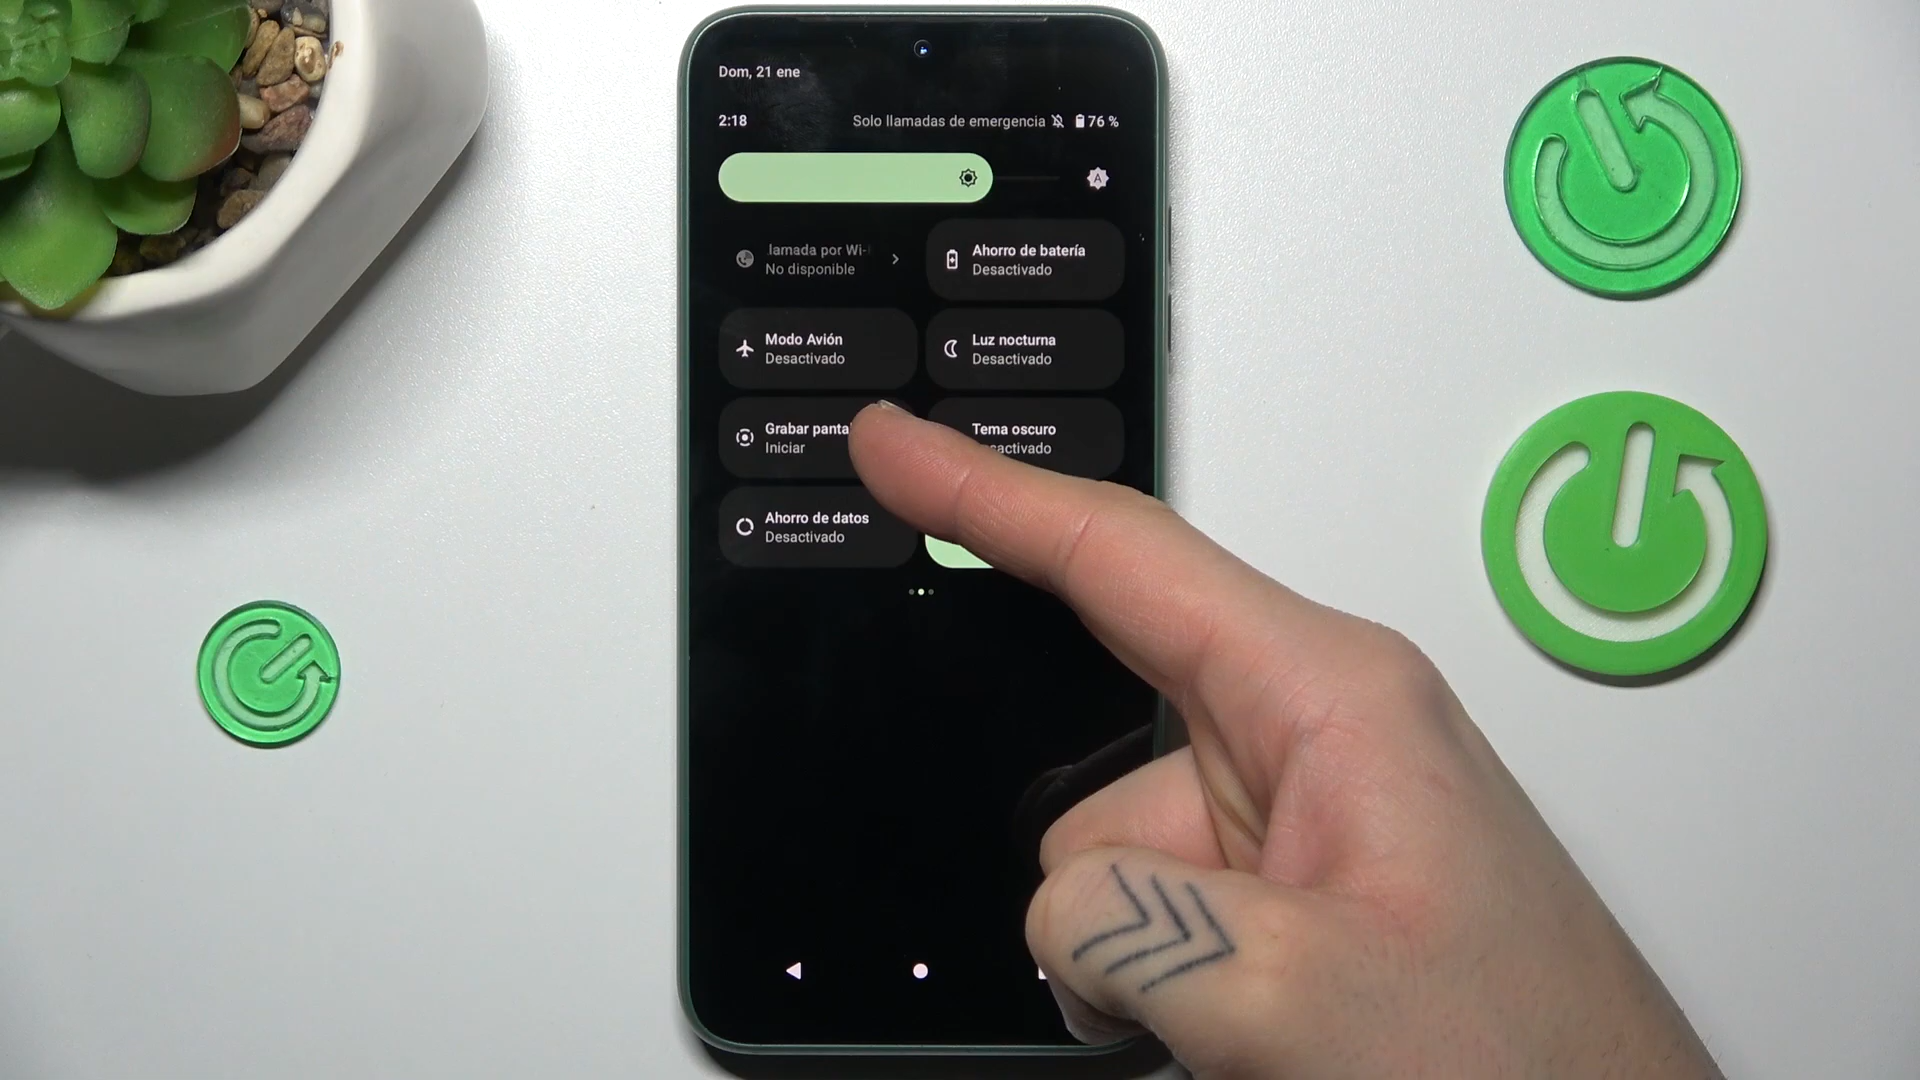 Dom, 21 ene
2:18 Solo llamadas de emergencia 76 %
A
No disponible
Ahorro de batería
Desactivado
Modo Avión
Desactivado
Luz nocturna
Desactivado
Grabar
Iniciar
Tema oscuro
Ahorro de datos
Desactivado